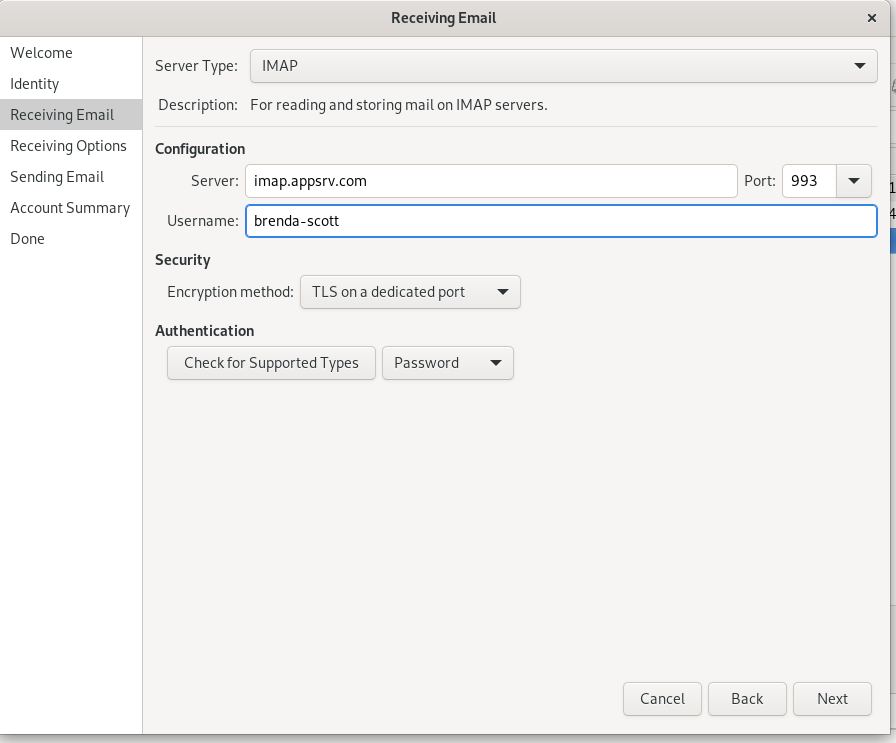 Receiving Email
×
Welcome
Identity
Receiving Email
Receiving Options
Sending Email
Account Summary
Done
Server Type: IMAP
Description: For reading and storing mail on IMAP servers.
Configuration
Server: imap.appsrv.com Port: 993
Username: brenda-scott
Security
Encryption method: TLS on a dedicated port
Authentication
Check for Supported Types Password
Cancel Back Next